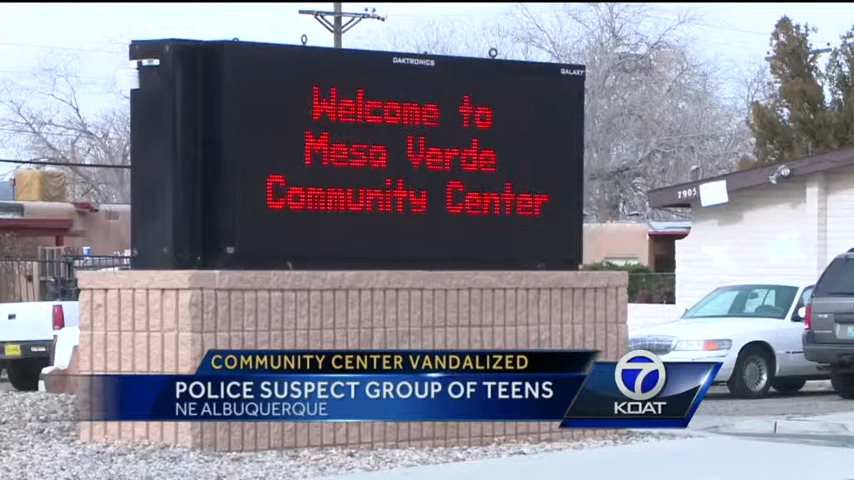 DAKTRONICS
GALAXY
Welcome to
Mesa Verde
Community Center
7905
COMMUNITY CENTER VANDALIZED
POLICE SUSPECT GROUP OF TEENS
NE ALBUQUERQUE
7
KOAT